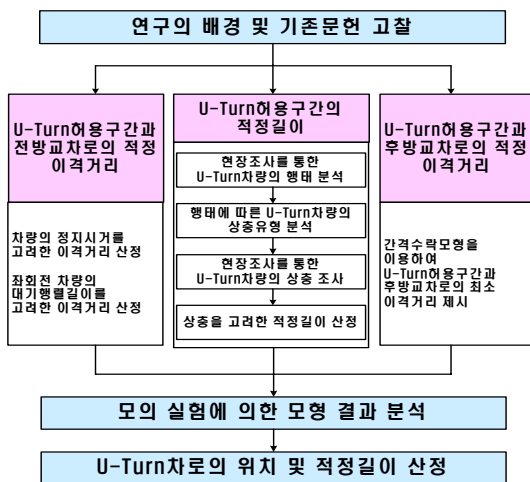 연구의 배경 및 기존문헌 고찰
U-Turn허용구간과
전방교차로의 적정
이격거리
차량의 정지시거를
고려한 이격거리 산정
좌회전 차량의
대기행렬길이를
고려한 이격거리 산정
U-Turn허용구간의
적정길이
현장조사를 통한
U-Turn차량의 행태 분석
행태에 따른 U-Turn차량의
상충유형 분석
현장조사를 통한
U-Turn차량의 상충 조사
상충을 고려한 적정길이 산정
U-Turn허용구간과
후방교차로의 적정
이격거리
간격수락모형을
이용하여
U-Turn허용구간과
후방교차로의 최소
이격거리 제시
모의 실험에 의한 모형 결과 분석
U-Turn차로의 위치 및 적정길이 산정